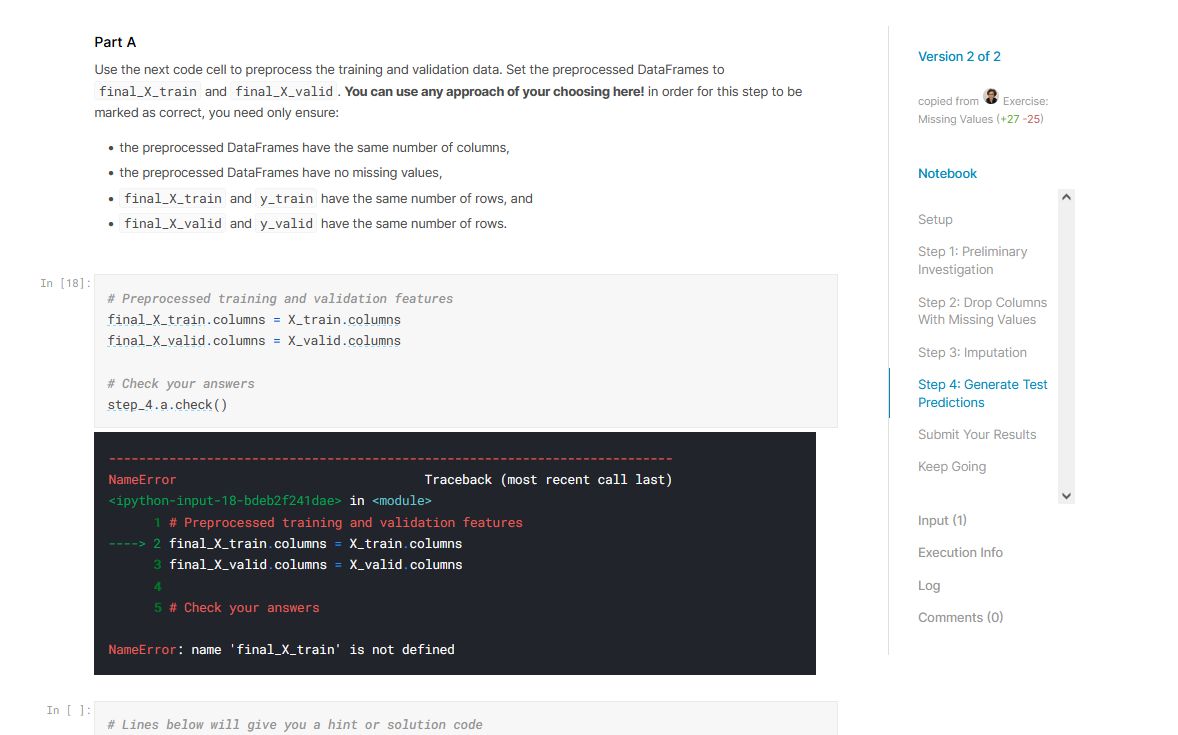 Part A
Use the next code cell to preprocess the training and validation data. Set the preprocessed DataFrames to
final_X_train and final_X_valid . You can use any approach of your choosing here! in order for this step to be
marked as correct, you need only ensure:
• the preprocessed DataFrames have the same number of columns,
• the preprocessed DataFrames have no missing values,
• final_X_train and y_train have the same number of rows, and
• final_X_valid and y_valid have the same number of rows.
In [18]:
# Preprocessed training and validation features
final_X_train.columns = X_train.columns
final_X_valid.columns = X_valid.columns
# Check your answers
step_4.a.check()
---------------------------------------------------------------------------
NameError Traceback (most recent call last)
<ipython-input-18-bdeb2f241dae> in <module>
1 # Preprocessed training and validation features
----> 2 final_X_train.columns = X_train.columns
3 final_X_valid.columns = X_valid.columns
4
5 # Check your answers
NameError: name 'final_X_train' is not defined
In [ ]:
# Lines below will give you a hint or solution code
Version 2 of 2
copied from Exercise:
Missing Values (+27 -25)
Notebook
Setup
Step 1: Preliminary
Investigation
Step 2: Drop Columns
With Missing Values
Step 3: Imputation
Step 4: Generate Test
Predictions
Submit Your Results
Keep Going
Input (1)
Execution Info
Log
Comments (0)